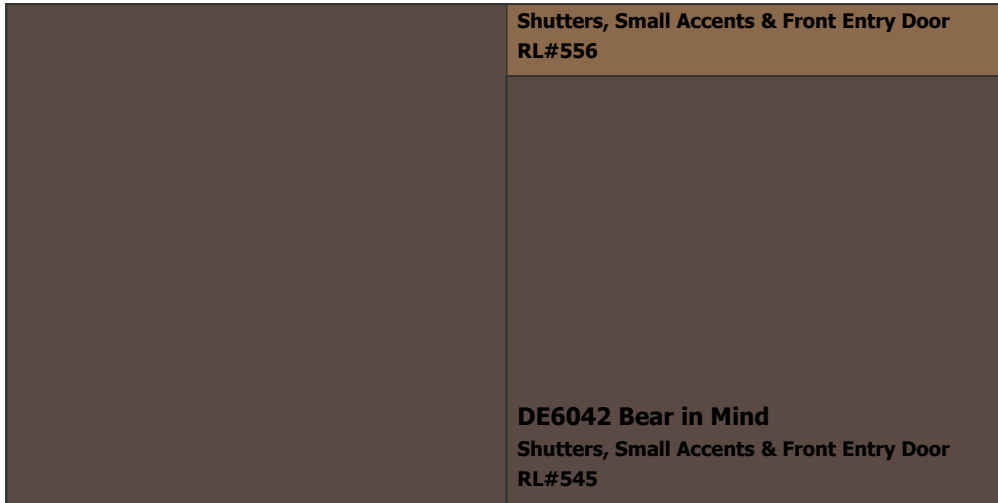 Shutters, Small Accents & Front Entry Door
RL#556
DE6042 Bear in Mind
Shutters, Small Accents & Front Entry Door
RL#545